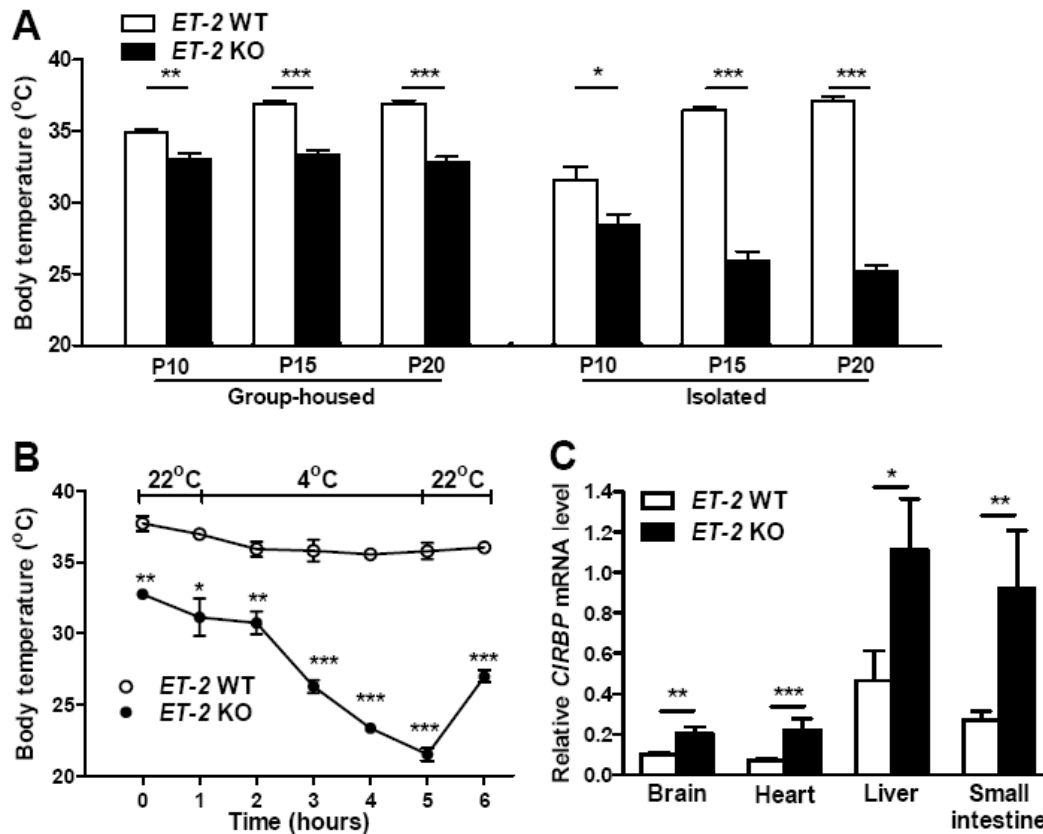 A
ET-2 WT
ET-2 KO
Body temperature (°C)
40
35
30
25
20
** *** *** * *** ***
P10 P15 P20 P10 P15 P20
Group-housed Isolated
B
22°C 4°C 22°C
Body temperature (°C)
40
35
30
25
20
** * ** *** *** *** ***
ET-2 WT
ET-2 KO
0 1 2 3 4 5 6
Time (hours)
C
ET-2 WT
ET-2 KO
Relative CIRBP mRNA level
1.4
1.2
1.0
0.8
0.6
0.4
0.2
0.0
** *** * **
Brain Heart Liver Small
intestine